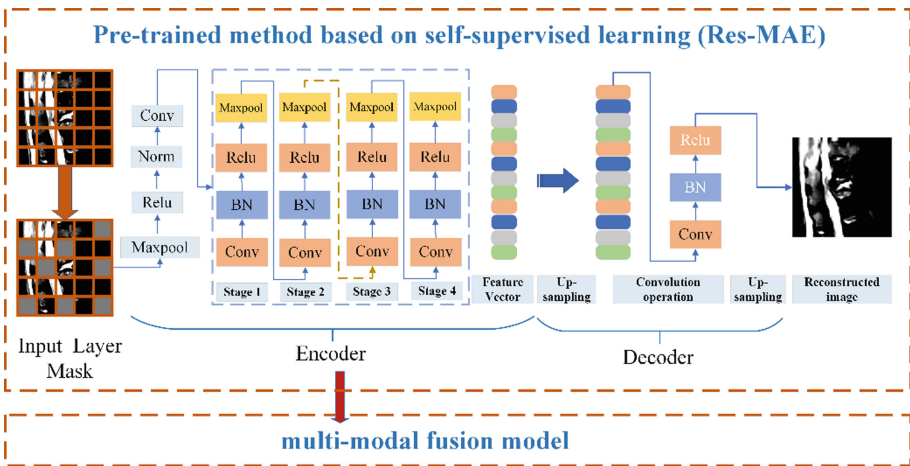 Pre-trained method based on self-supervised learning (Res-MAE)
Conv
Norm
Relu
Maxpool
Maxpool
Relu
BN
Conv
Stage 1
Maxpool
Relu
BN
Conv
Stage 2
Maxpool
Relu
BN
Conv
Stage 3
Maxpool
Relu
BN
Conv
Stage 4
Feature
Vector
Up-
sampling
Relu
BN
Conv
Convolution
operation
Up-
sampling
Reconstructed
image
Input Layer
Mask
Encoder
Decoder
multi-modal fusion model